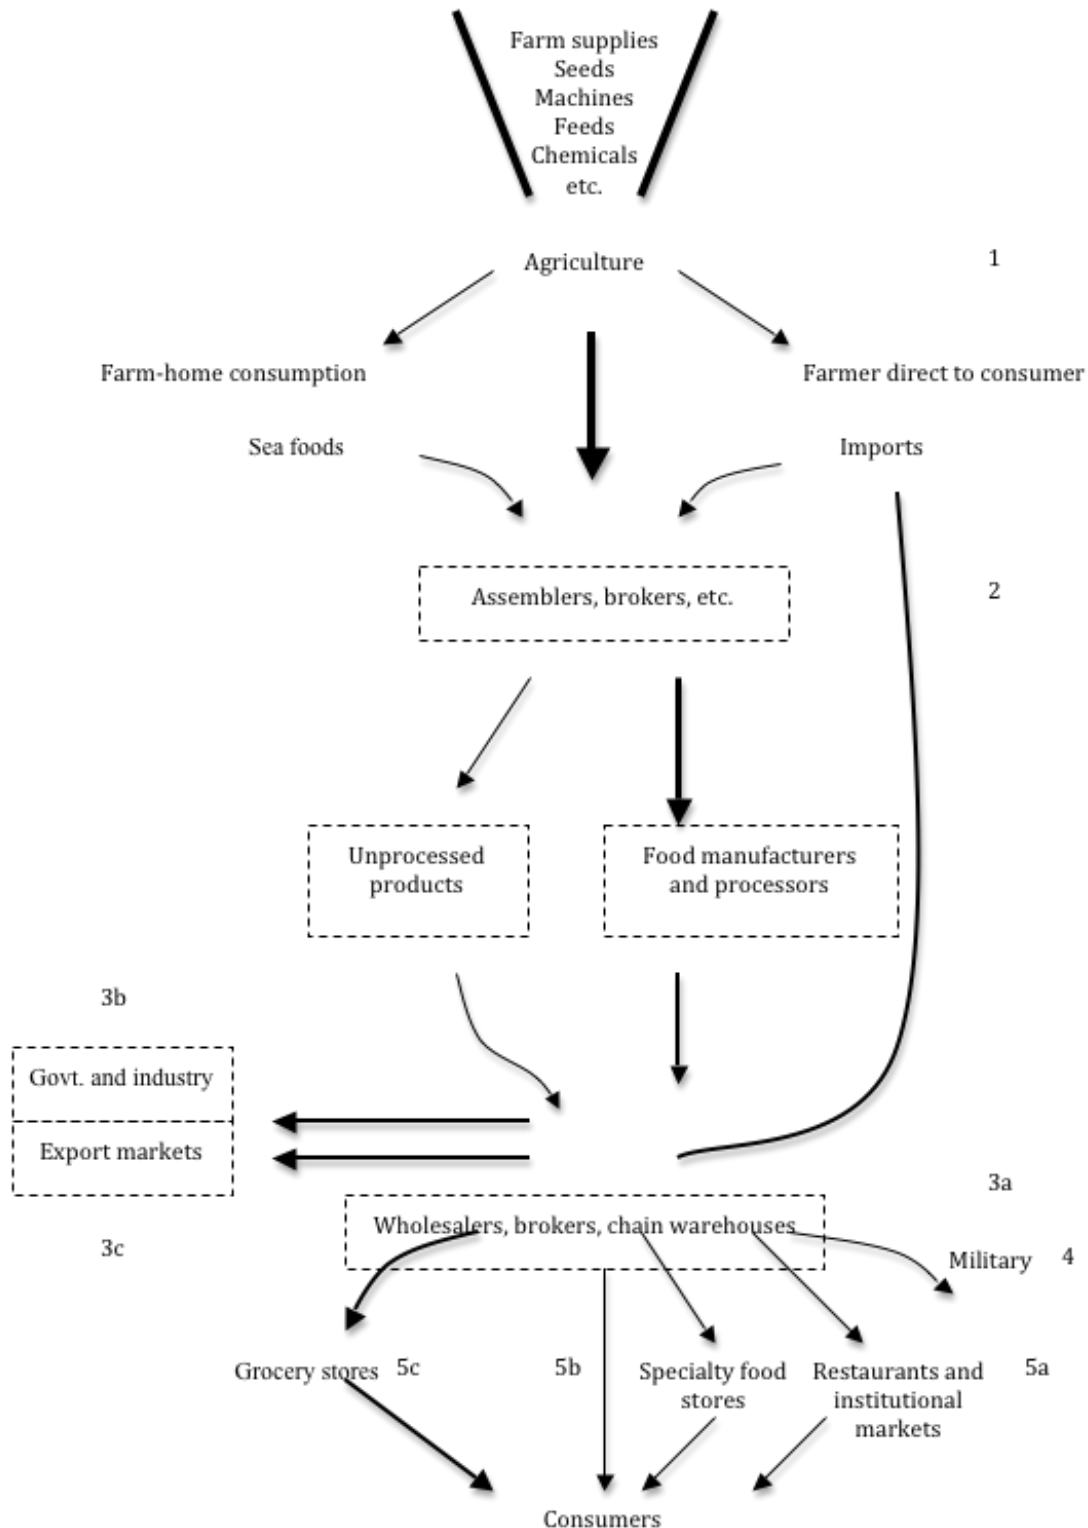 Farm supplies
Seeds
Machines
Feeds
Chemicals
etc.
Agriculture
1
Farm-home consumption
Farmer direct to consumer
Sea foods
Imports
Assemblers, brokers, etc.
2
Unprocessed
products
Food manufacturers
and processors
3b
Govt. and industry
Export markets
3c
3a
Wholesalers, brokers, chain warehouses
Military
4
Grocery stores
5c
5b
Specialty food
stores
Restaurants and
institutional
markets
5a
Consumers